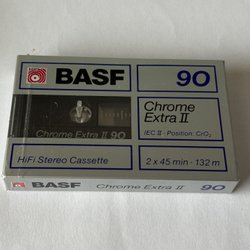 BASF 90
Chrome
Extra II
IEC II · Position: CrO₂
Chrome Extra II 90
HiFi Stereo Cassette 2 x 45 min · 132 m
BASF Chrome Extra II 90